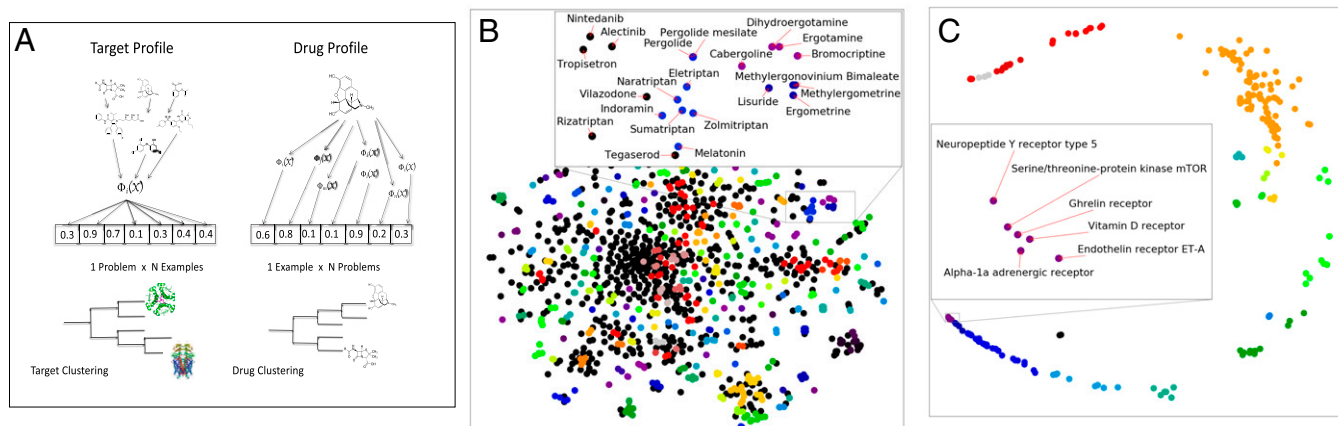 A
Target Profile
Drug Profile
0.3 0.9 0.7 0.1 0.3 0.4 0.4
0.6 0.8 0.1 0.1 0.9 0.2 0.3
1 Problem x N Examples
1 Example x N Problems
Target Clustering
Drug Clustering
B
Nintedanib
Alectinib
Tropisetron
Pergolide mesilate
Pergolide
Dihydroergotamine
Ergotamine
Cabergoline
Bromocriptine
Eletriptan
Naratriptan
Vilazodone
Indoramin
Methylergonovinium Bimaleate
Lisuride
Methylergometrine
Ergometrine
Rizatriptan
Sumatriptan
Zolmitriptan
Tegaserod
Melatonin
C
Neuropeptide Y receptor type 5
Serine/threonine-protein kinase mTOR
Ghrelin receptor
Vitamin D receptor
Endothelin receptor ET-A
Alpha-1a adrenergic receptor